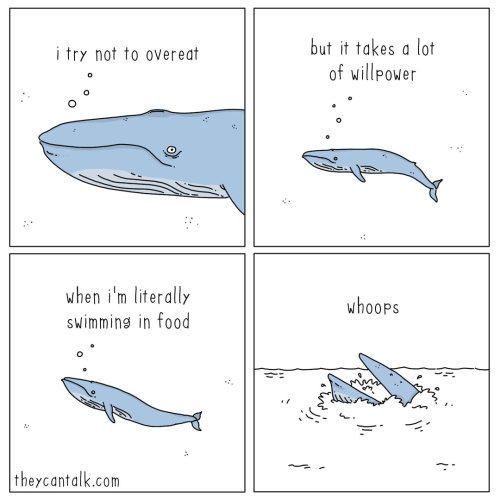 i try not to overeat
but it takes a lot
of willpower
when i'm literally
swimming in food
whoops
theycantalk.com